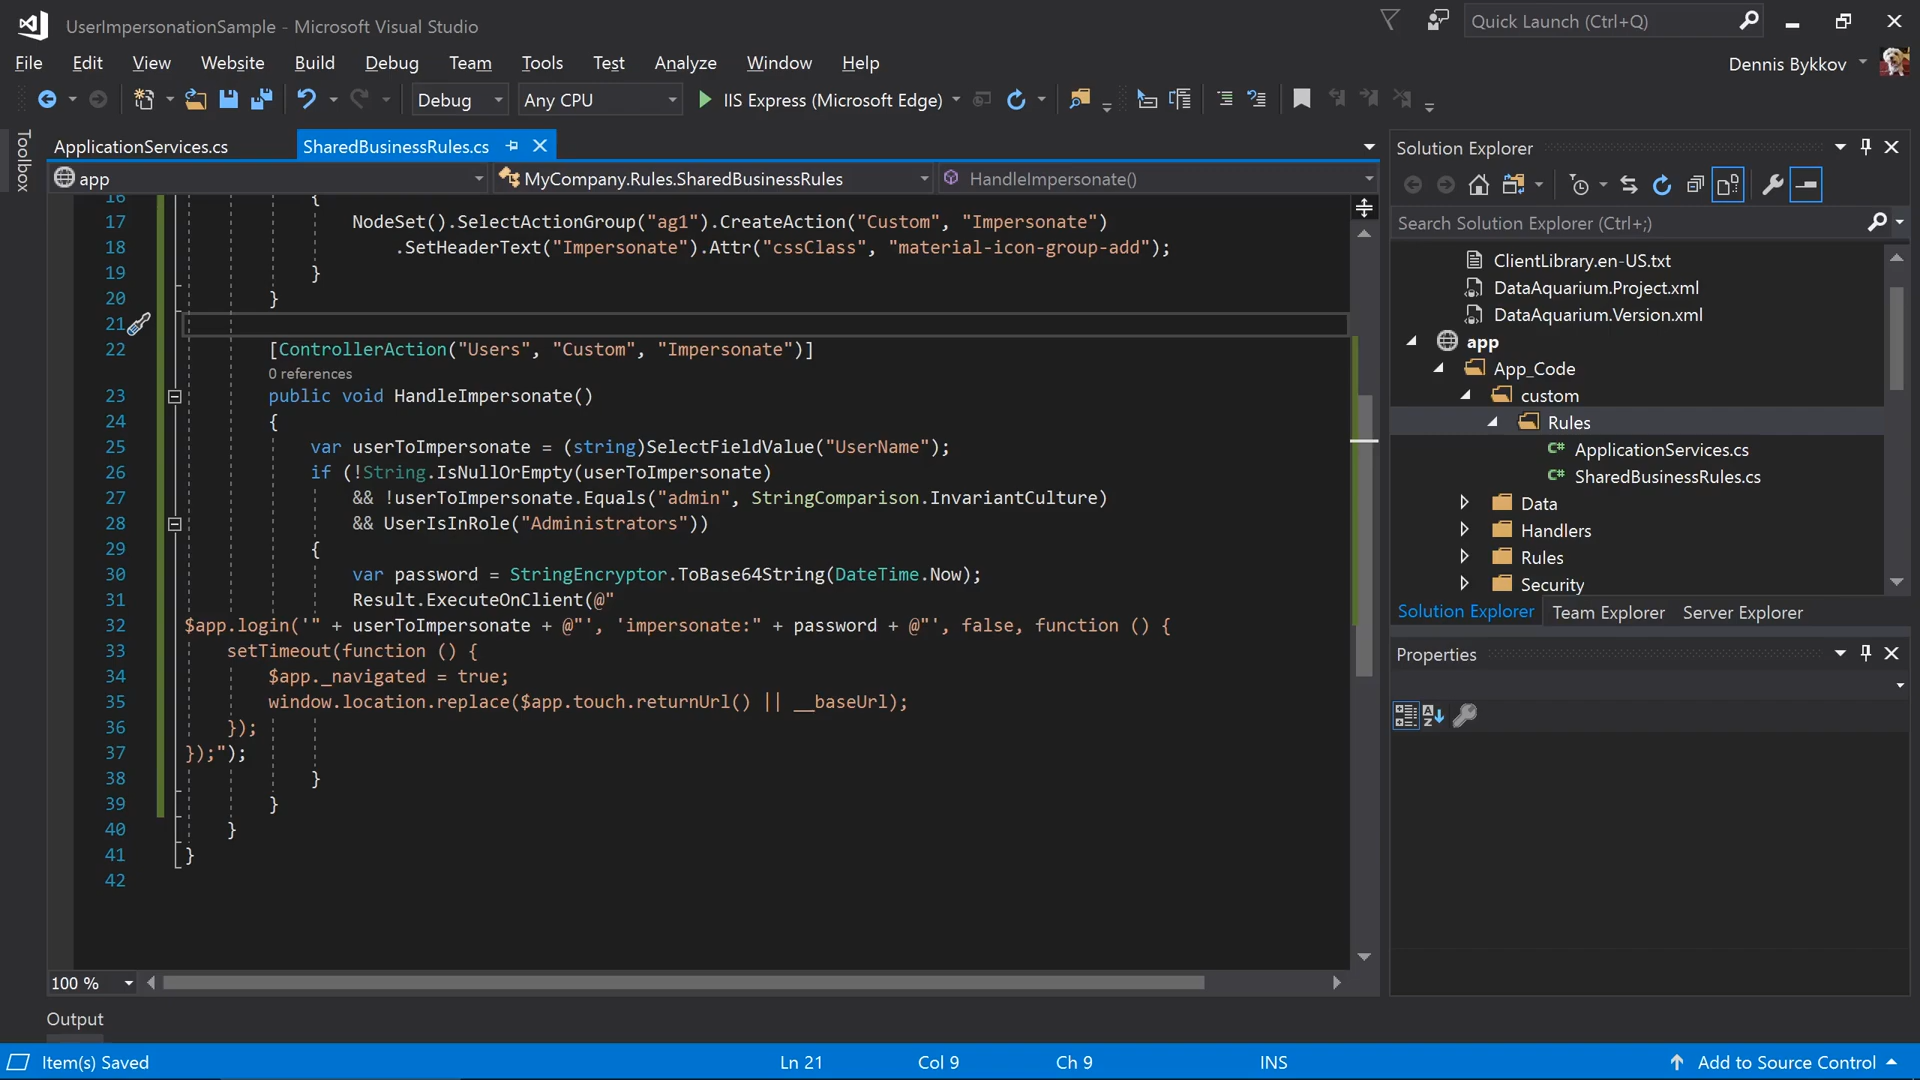 UserImpersonationSample - Microsoft Visual Studio
Quick Launch (Ctrl+Q)
File Edit View Website Build Debug Team Tools Test Analyze Window Help
Dennis Bykkov
Debug Any CPU IIS Express (Microsoft Edge)
Toolbox
ApplicationServices.cs SharedBusinessRules.cs
app MyCompany.Rules.SharedBusinessRules HandleImpersonate()
16 {
17 NodeSet().SelectActionGroup("ag1").CreateAction("Custom", "Impersonate")
18 .SetHeaderText("Impersonate").Attr("cssClass", "material-icon-group-add");
19 }
20 }
21
22 [ControllerAction("Users", "Custom", "Impersonate")]
0 references
23 public void HandleImpersonate()
24 {
25 var userToImpersonate = (string)SelectFieldValue("UserName");
26 if (!String.IsNullOrEmpty(userToImpersonate)
27 && !userToImpersonate.Equals("admin", StringComparison.InvariantCulture)
28 && UserIsInRole("Administrators"))
29 {
30 var password = StringEncryptor.ToBase64String(DateTime.Now);
31 Result.ExecuteOnClient(@"
32 $app.login('" + userToImpersonate + @"', 'impersonate:" + password + @"', false, function () {
33 setTimeout(function () {
34 $app._navigated = true;
35 window.location.replace($app.touch.returnUrl() || __baseUrl);
36 });
37 });");
38 }
39 }
40 }
41 }
42
100 %
Output
Solution Explorer
Search Solution Explorer (Ctrl+;)
ClientLibrary.en-US.txt
DataAquarium.Project.xml
DataAquarium.Version.xml
app
App_Code
custom
Rules
C# ApplicationServices.cs
C# SharedBusinessRules.cs
Data
Handlers
Rules
Security
Solution Explorer Team Explorer Server Explorer
Properties
Item(s) Saved Ln 21 Col 9 Ch 9 INS Add to Source Control